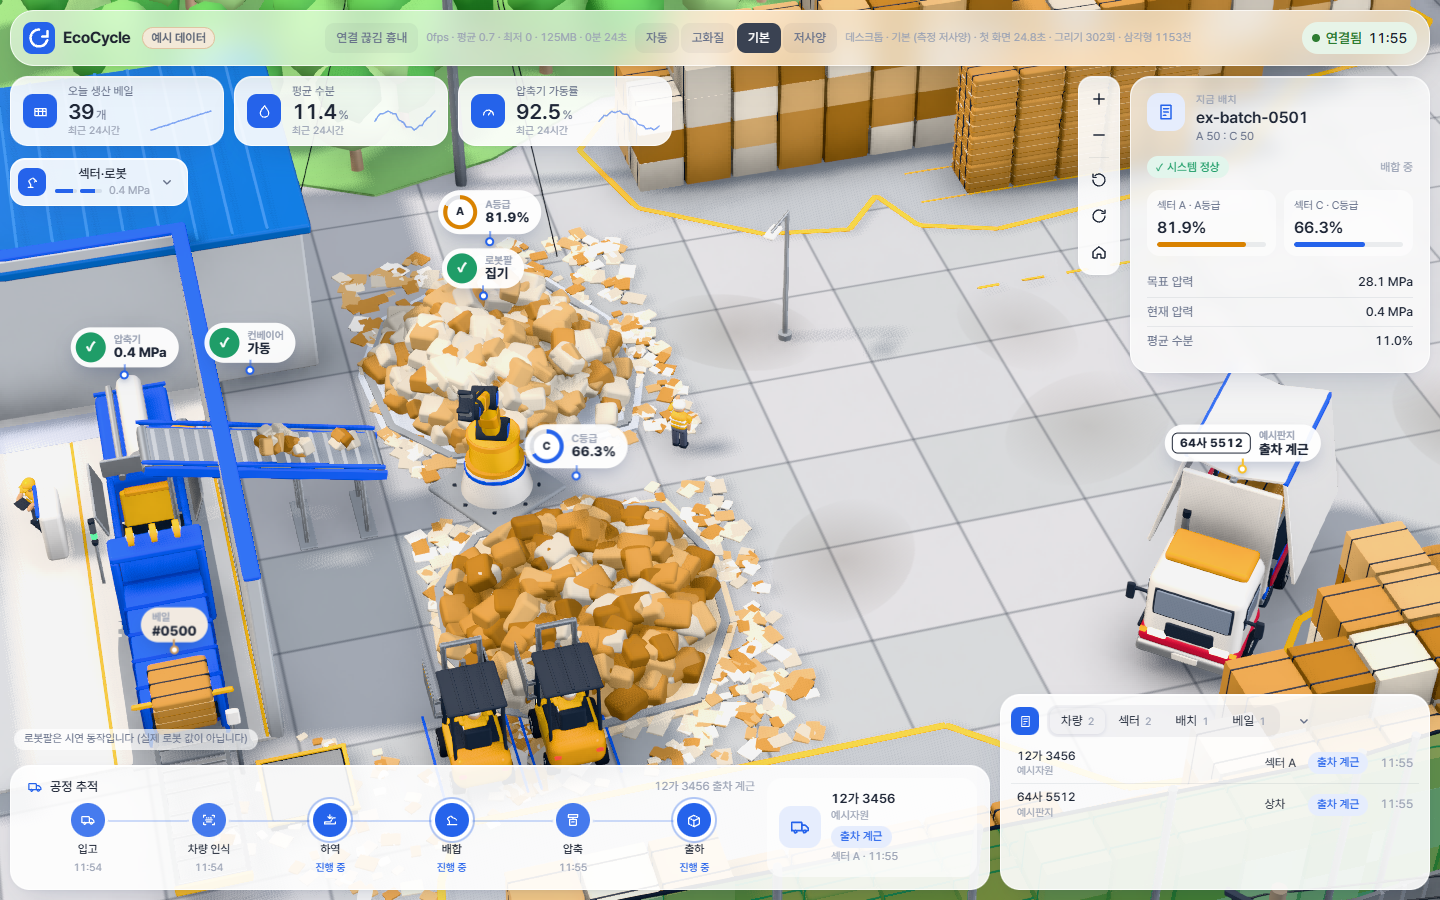 EcoCycle
예시 데이터
연결 끊김 흉내
0fps · 평균 0.7 · 최저 0 · 125MB · 0분 24초
자동
고화질
기본
저사양
데스크톱 · 기본 (측정 저사양) · 첫 화면 24.8초 · 그리기 302회 · 삼각형 1153천
연결됨 11:55
오늘 생산 베일
39개
최근 24시간
평균 수분
11.4%
최근 24시간
압축기 가동률
92.5%
최근 24시간
섹터·로봇
0.4 MPa
지금 배치
ex-batch-0501
A 50 : C 50
✓ 시스템 정상
배합 중
섹터 A · A등급
81.9%
섹터 C · C등급
66.3%
목표 압력 28.1 MPa
현재 압력 0.4 MPa
평균 수분 11.0%
A
A등급
81.9%
로봇팔
집기
압축기
0.4 MPa
컨베이어
가동
C
C등급
66.3%
64사 5512
예시판지
출차 계근
베일
#0500
로봇팔은 시연 동작입니다 (실제 로봇 값이 아닙니다)
공정 추적
12가 3456 출차 계근
입고
11:54
차량 인식
11:54
하역
진행 중
배합
진행 중
압축
11:55
출하
진행 중
12가 3456
예시자원
출차 계근
섹터 A · 11:55
차량 2
섹터 2
배치 1
베일 1
12가 3456
예시자원
섹터 A
출차 계근
11:55
64사 5512
예시판지
상차
출차 계근
11:55